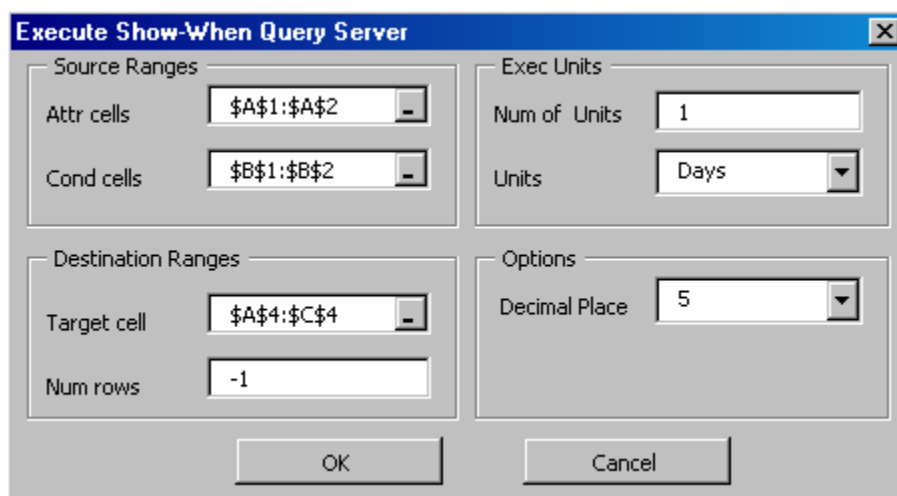 Execute Show-When Query Server
Source Ranges
Attr cells $A$1:$A$2
Cond cells $B$1:$B$2
Exec Units
Num of Units 1
Units Days
Destination Ranges
Target cell $A$4:$C$4
Num rows -1
Options
Decimal Place 5
OK Cancel